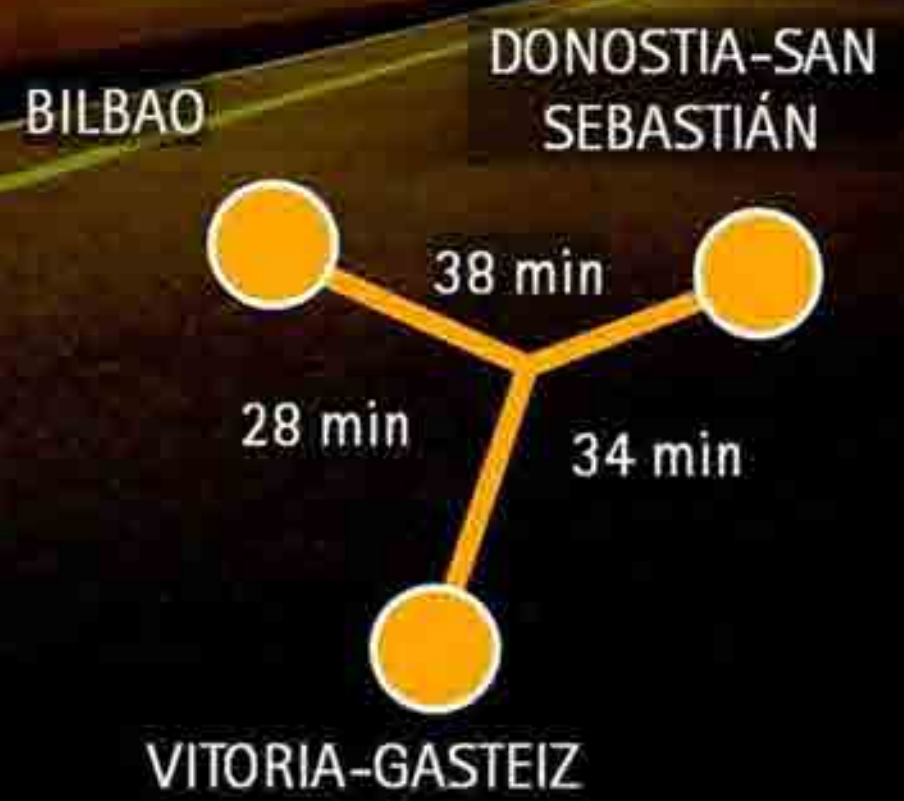 BILBAO
DONOSTIA-SAN
SEBASTIÁN
38 min
28 min
34 min
VITORIA-GASTEIZ